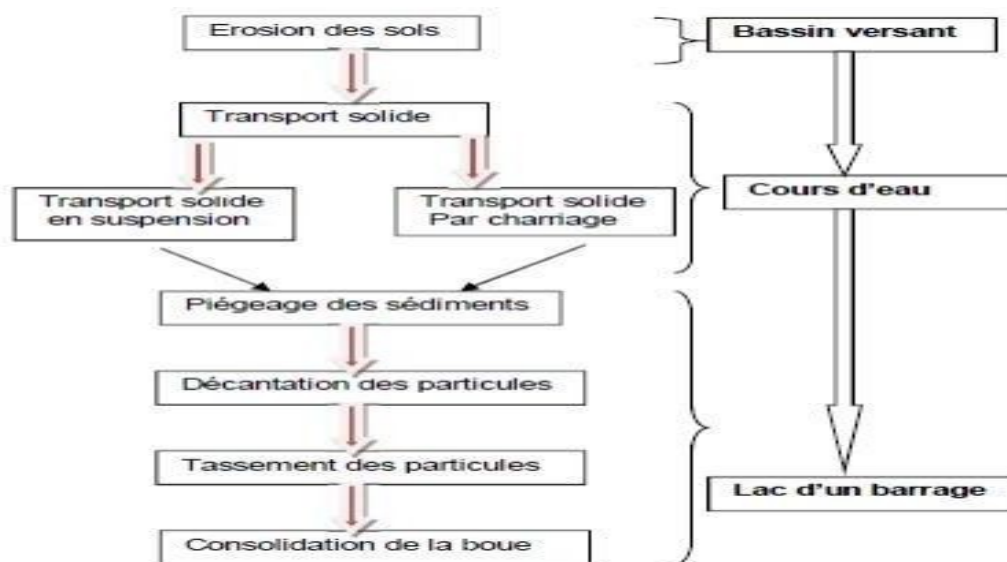 Erosion des sols
Bassin versant
Transport solide
Transport solide
en suspension
Transport solide
Par charriage
Cours d'eau
Piégeage des sédiments
Décantation des particules
Tassement des particules
Lac d'un barrage
Consolidation de la boue